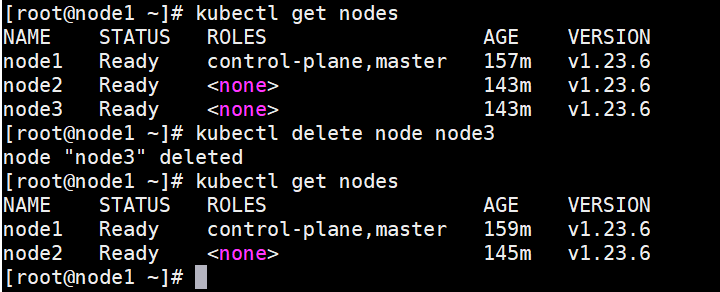 [root@node1 ~]# kubectl get nodes
NAME STATUS ROLES AGE VERSION
node1 Ready control-plane,master 157m v1.23.6
node2 Ready <none> 143m v1.23.6
node3 Ready <none> 143m v1.23.6
[root@node1 ~]# kubectl delete node node3
node "node3" deleted
[root@node1 ~]# kubectl get nodes
NAME STATUS ROLES AGE VERSION
node1 Ready control-plane,master 159m v1.23.6
node2 Ready <none> 145m v1.23.6
[root@node1 ~]#